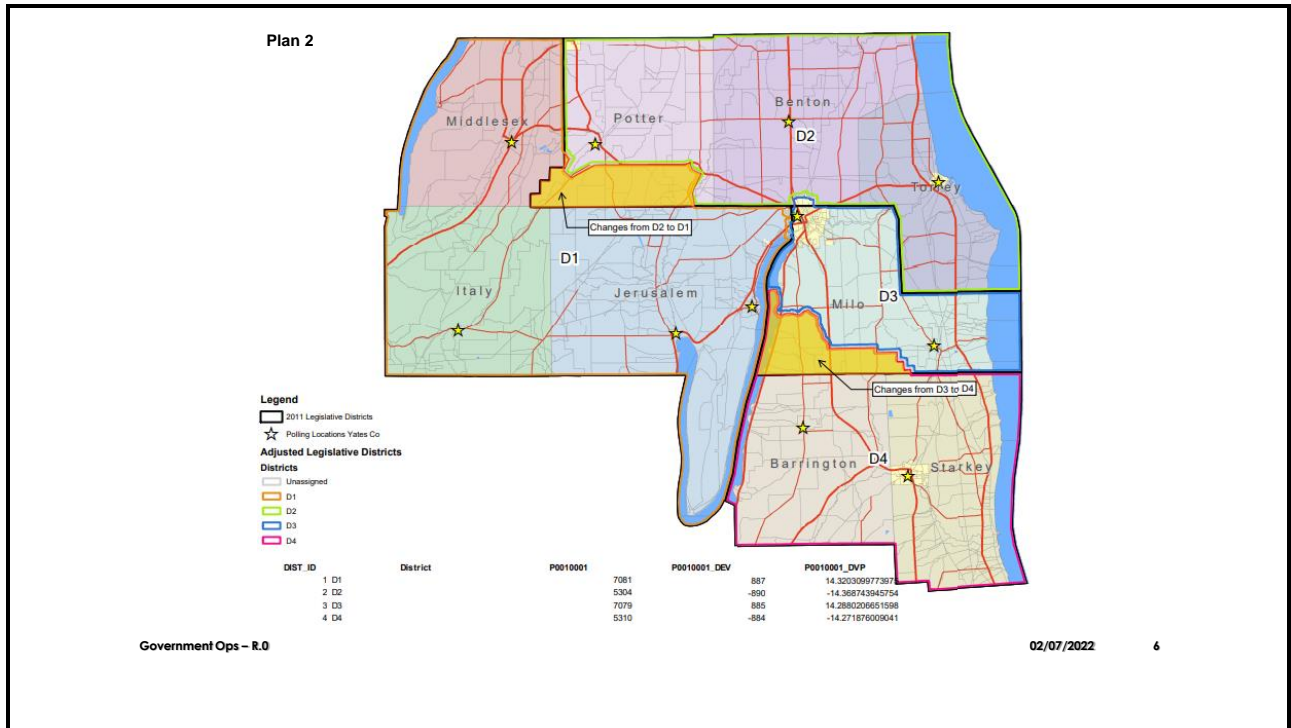 Plan 2
Benton
Middlesex
Potter
D2
Torrey
Changes from D2 to D1
D1
Italy
Jerusalem
D3
Milo
Changes from D3 to D4
Barrington
D4
Starkey
Legend
2011 Legislative Districts
Polling Locations Yates Co
Adjusted Legislative Districts
Districts
Unassigned
D1
D2
D3
D4
DIST_ID District P0010001 P0010001_DEV P0010001_DVP
1 D1 7081 887
2 D2 5304 -890 -14.368743945754
3 D3 7079 885 14.2880206651598
4 D4 5310 -884 -14.271876009041
Government Ops – R.0 02/07/2022 6